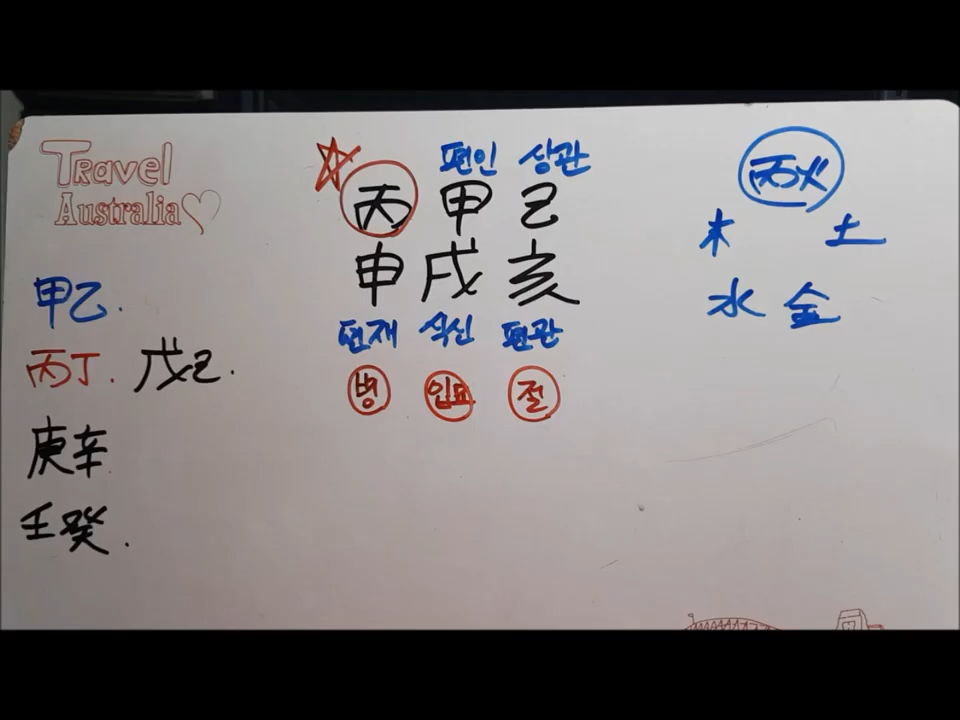 Travel
Australia
편인 상관
丙 甲 己
申 戌 亥
편재 식신 편관
병 입묘 절
甲乙.
丙丁. 戊己.
庚辛
壬癸.
丙火
木 土
水 金